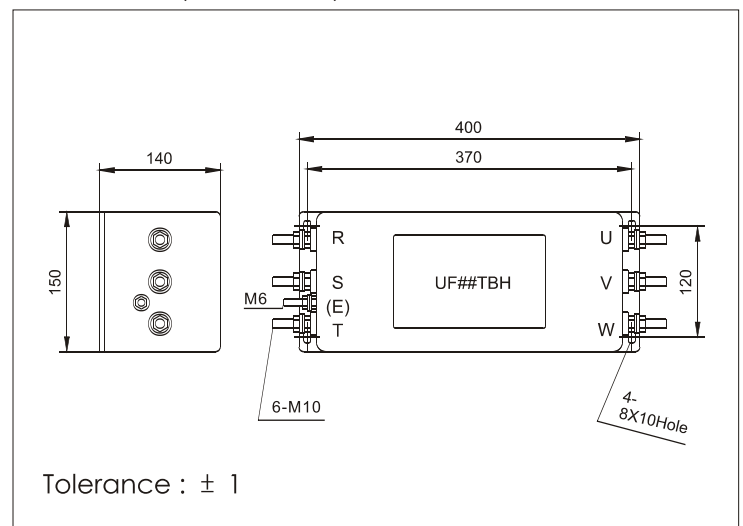 400
140
370
R
U
150
S
UF##TBH
V
120
M6
(E)
T
W
6-M10
4-
8X10Hole
Tolerance : ± 1